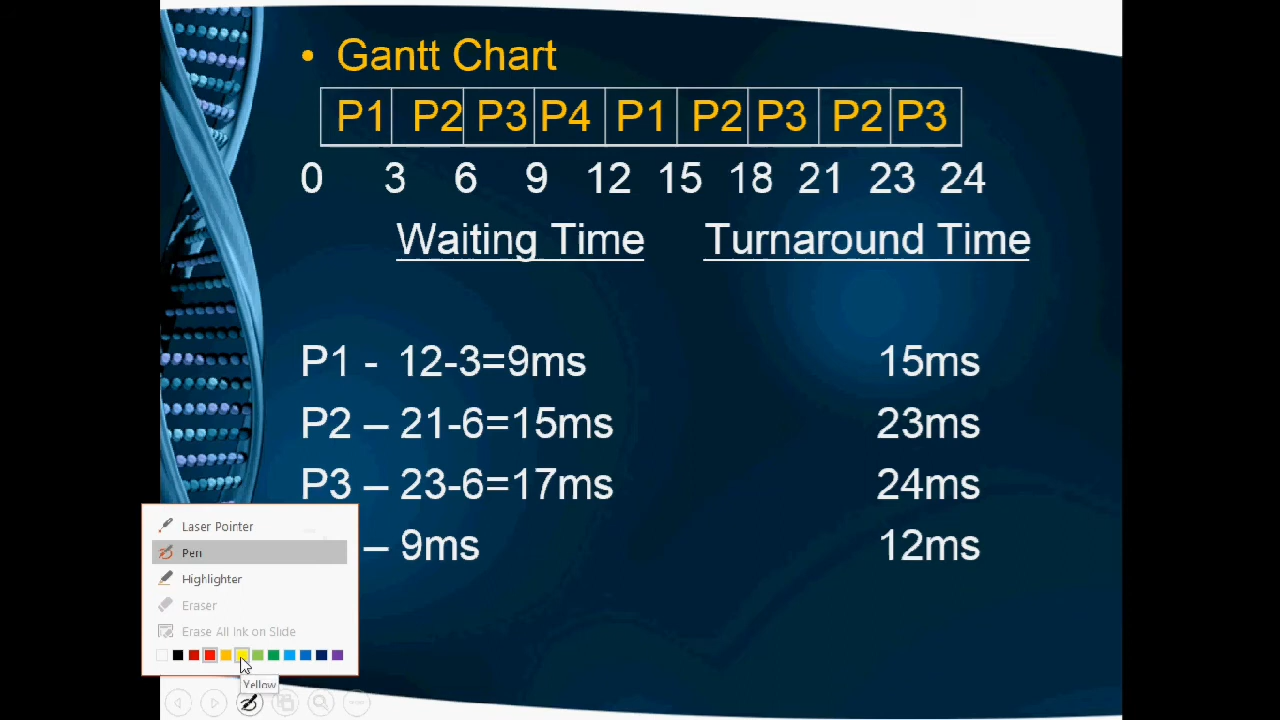 • Gantt Chart
P1 P2 P3 P4 P1 P2 P3 P2 P3
0 3 6 9 12 15 18 21 23 24
Waiting Time Turnaround Time
P1 - 12-3=9ms 15ms
P2 – 21-6=15ms 23ms
P3 – 23-6=17ms 24ms
– 9ms 12ms
Laser Pointer
Pen
Highlighter
Eraser
Erase All Ink on Slide
Yellow